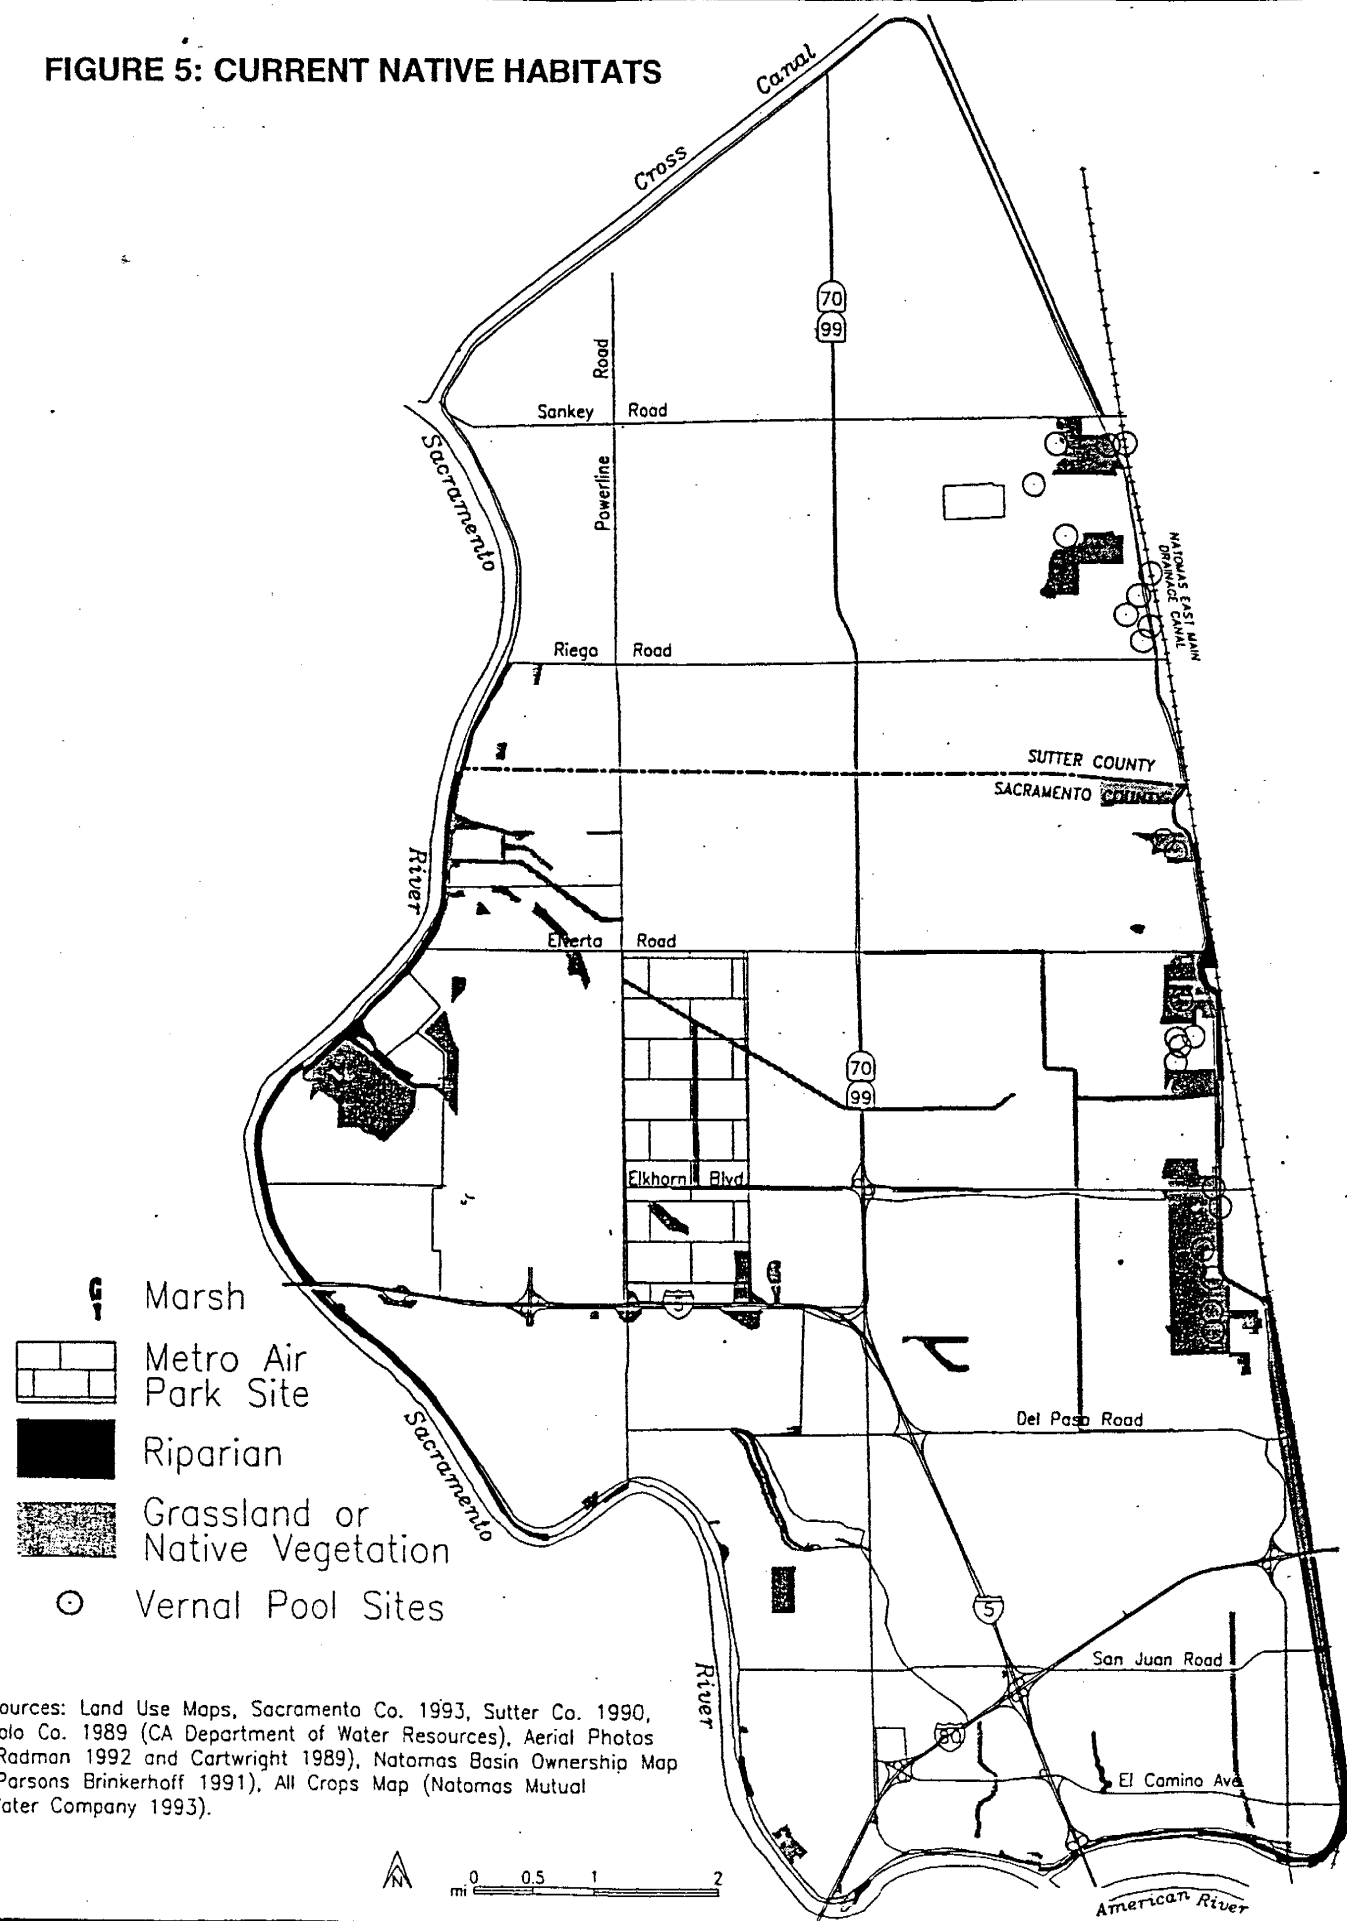 FIGURE 5: CURRENT NATIVE HABITATS
Cross Canal
70
99
Powerline Road
Sankey Road
Sacramento
NATOMAS EAST MAIN
DRAINAGE CANAL
Riego Road
SUTTER COUNTY
SACRAMENTO COUNTY
River
Elverta Road
70
99
Elkhorn Blvd
5
Marsh
Metro Air
Park Site
Riparian
Grassland or
Native Vegetation
Vernal Pool Sites
Sacramento
Del Paso Road
5
San Juan Road
River
80
El Camino Ave
American River
ources: Land Use Maps, Sacramento Co. 1993, Sutter Co. 1990,
olo Co. 1989 (CA Department of Water Resources), Aerial Photos
Radman 1992 and Cartwright 1989), Natomas Basin Ownership Map
Parsons Brinkerhoff 1991), All Crops Map (Natomas Mutual
ater Company 1993).
N
mi 0 0.5 1 2